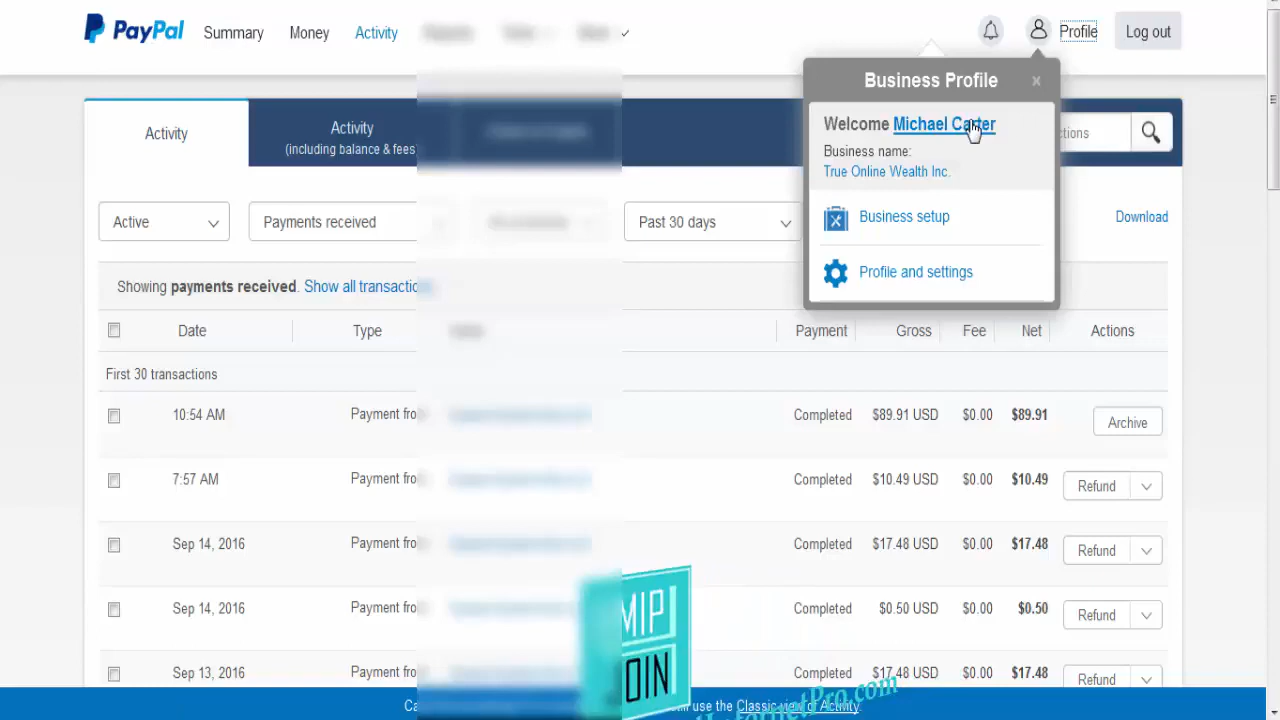 PayPal Summary Money Activity Profile Log out
Business Profile x
Welcome Michael Carter
Business name:
True Online Wealth Inc.
Business setup
Profile and settings
Activity
Activity
(including balance & fees
ctions
Active Payments received Past 30 days Download
Showing payments received. Show all transactio
Date Type Payment Gross Fee Net Actions
First 30 transactions
10:54 AM Payment fro Completed $89.91 USD $0.00 $89.91 Archive
7:57 AM Payment fro Completed $10.49 USD $0.00 $10.49 Refund
Sep 14, 2016 Payment fro Completed $17.48 USD $0.00 $17.48 Refund
Sep 14, 2016 Payment fro Completed $0.50 USD $0.00 $0.50 Refund
Sep 13, 2016 Payment fro Completed $17.48 USD $0.00 $17.48 Refund
MIP
OIN
use the Classic view of Activity.